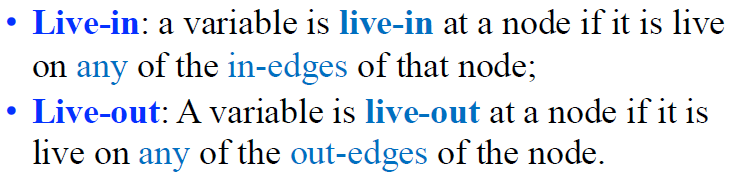 • Live-in: a variable is live-in at a node if it is live
on any of the in-edges of that node;
• Live-out: A variable is live-out at a node if it is
live on any of the out-edges of the node.